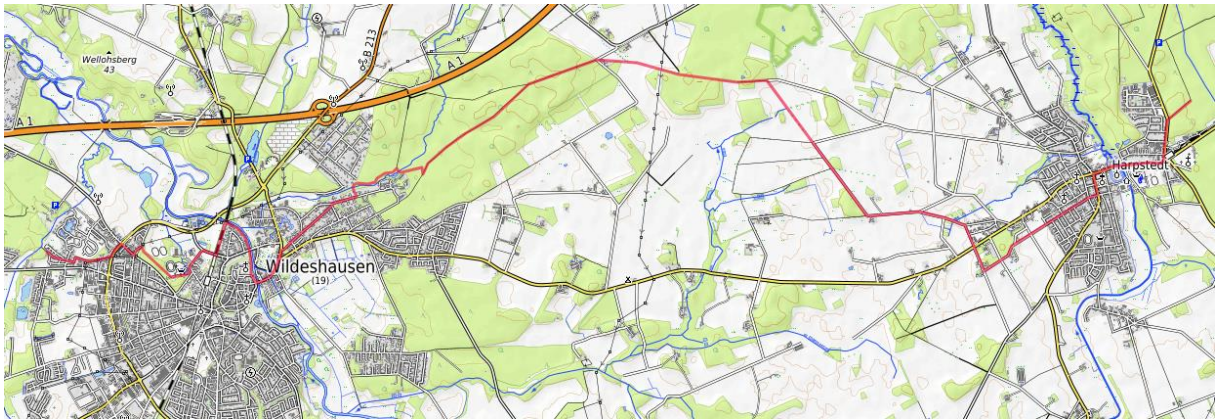 Wellohsberg
43
B 213
A 1
A 1
Harpstedt
Wildeshausen
(19)